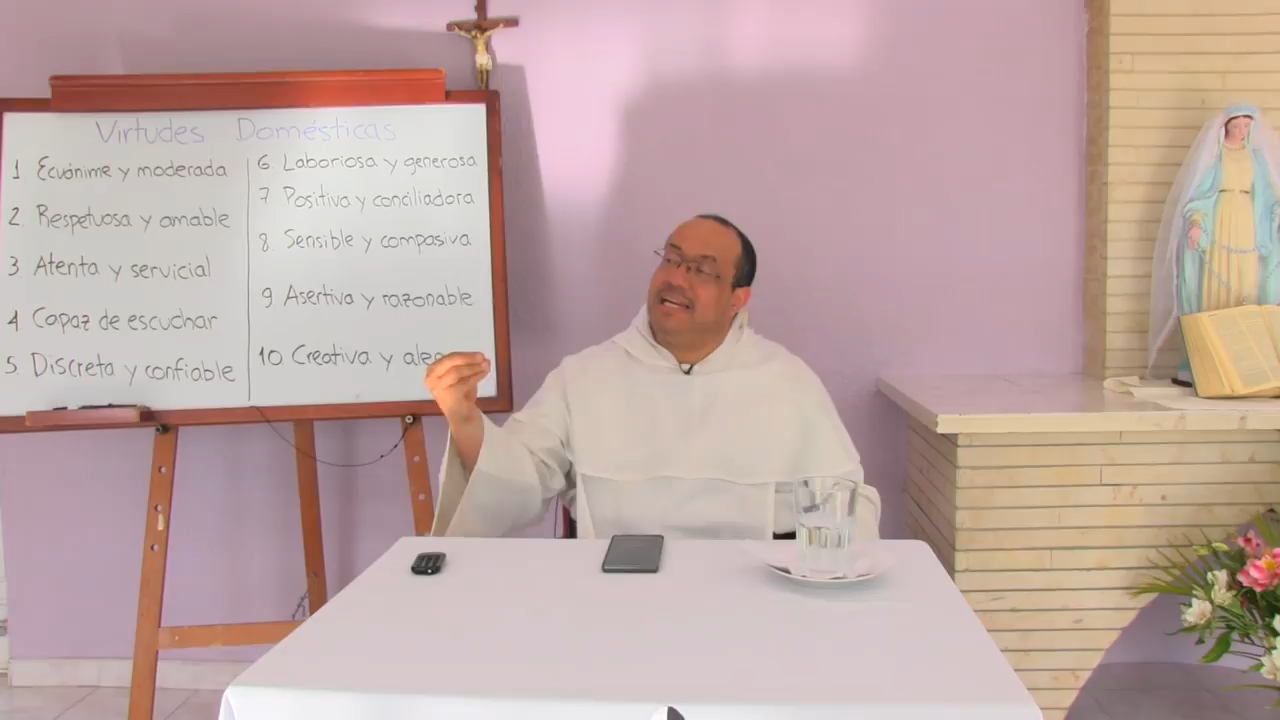 Virtudes Domésticas
1 Ecuánime y moderada
2. Respetuosa y amable
3 Atenta y servicial
4 Capaz de escuchar
5. Discreta y confiable
6. Laboriosa y generosa
7 Positiva y conciliadora
8. Sensible y compasiva
9 Asertiva y razonable
10 Creativa y